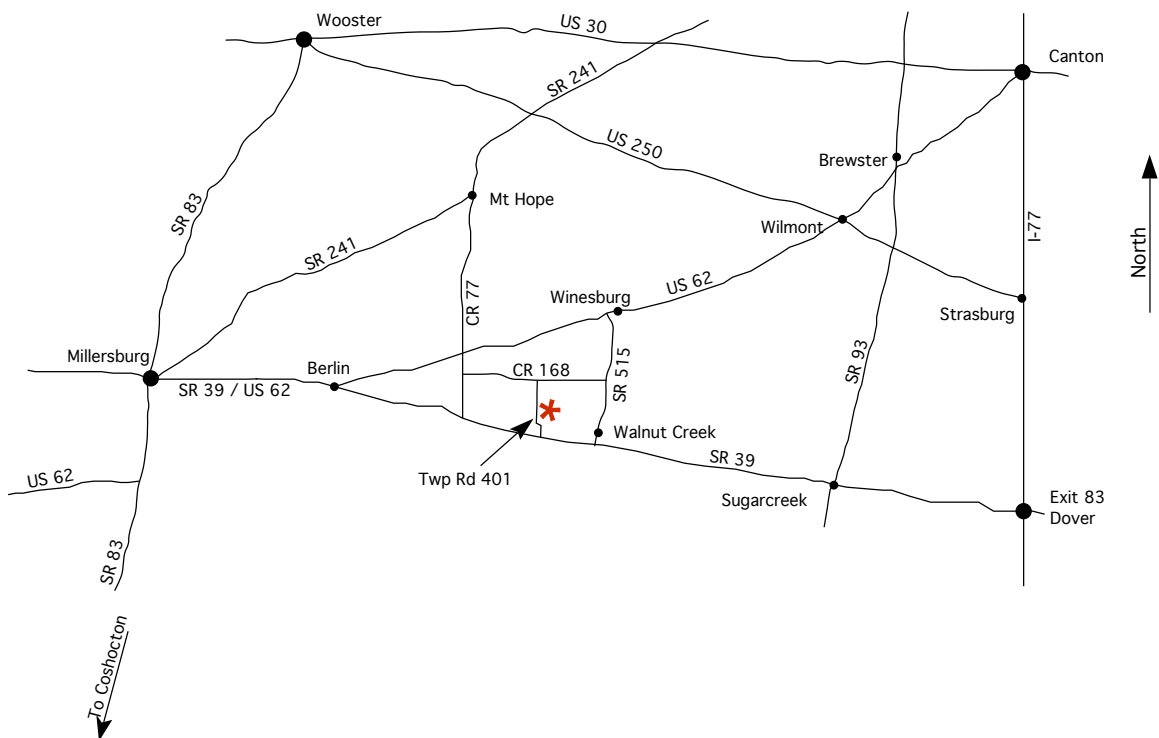 Wooster
US 30
Canton
SR 241
US 250
Brewster
SR 83
Mt Hope
Wilmont
I-77
North
SR 241
US 62
Winesburg
CR 77
Strasburg
Millersburg
Berlin
CR 168
SR 515
SR 93
SR 39 / US 62
*
Walnut Creek
SR 39
US 62
Twp Rd 401
Sugarcreek
Exit 83
Dover
SR 83
To Coshocton